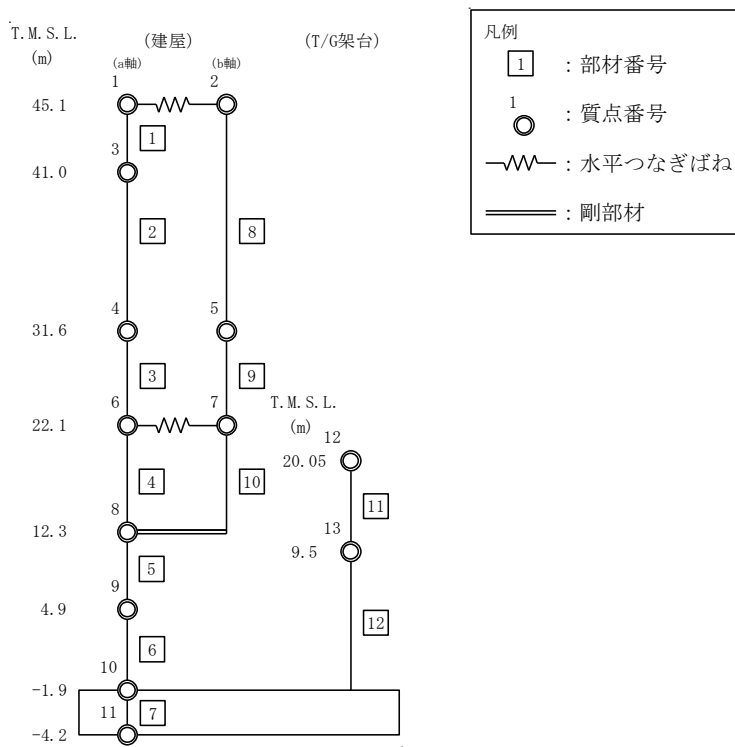 T.M.S.L.
(m)
(建屋)
(T/G架台)
(a軸)
(b軸)
1
2
45.1
1
3
41.0
2
8
4
5
31.6
3
9
6
7
22.1
T.M.S.L.
(m)
12
20.05
4
10
11
8
13
12.3
9.5
5
9
4.9
12
6
10
-1.9
11
7
-4.2
凡例
1
：部材番号
1
：質点番号
：水平つなぎばね
：剛部材